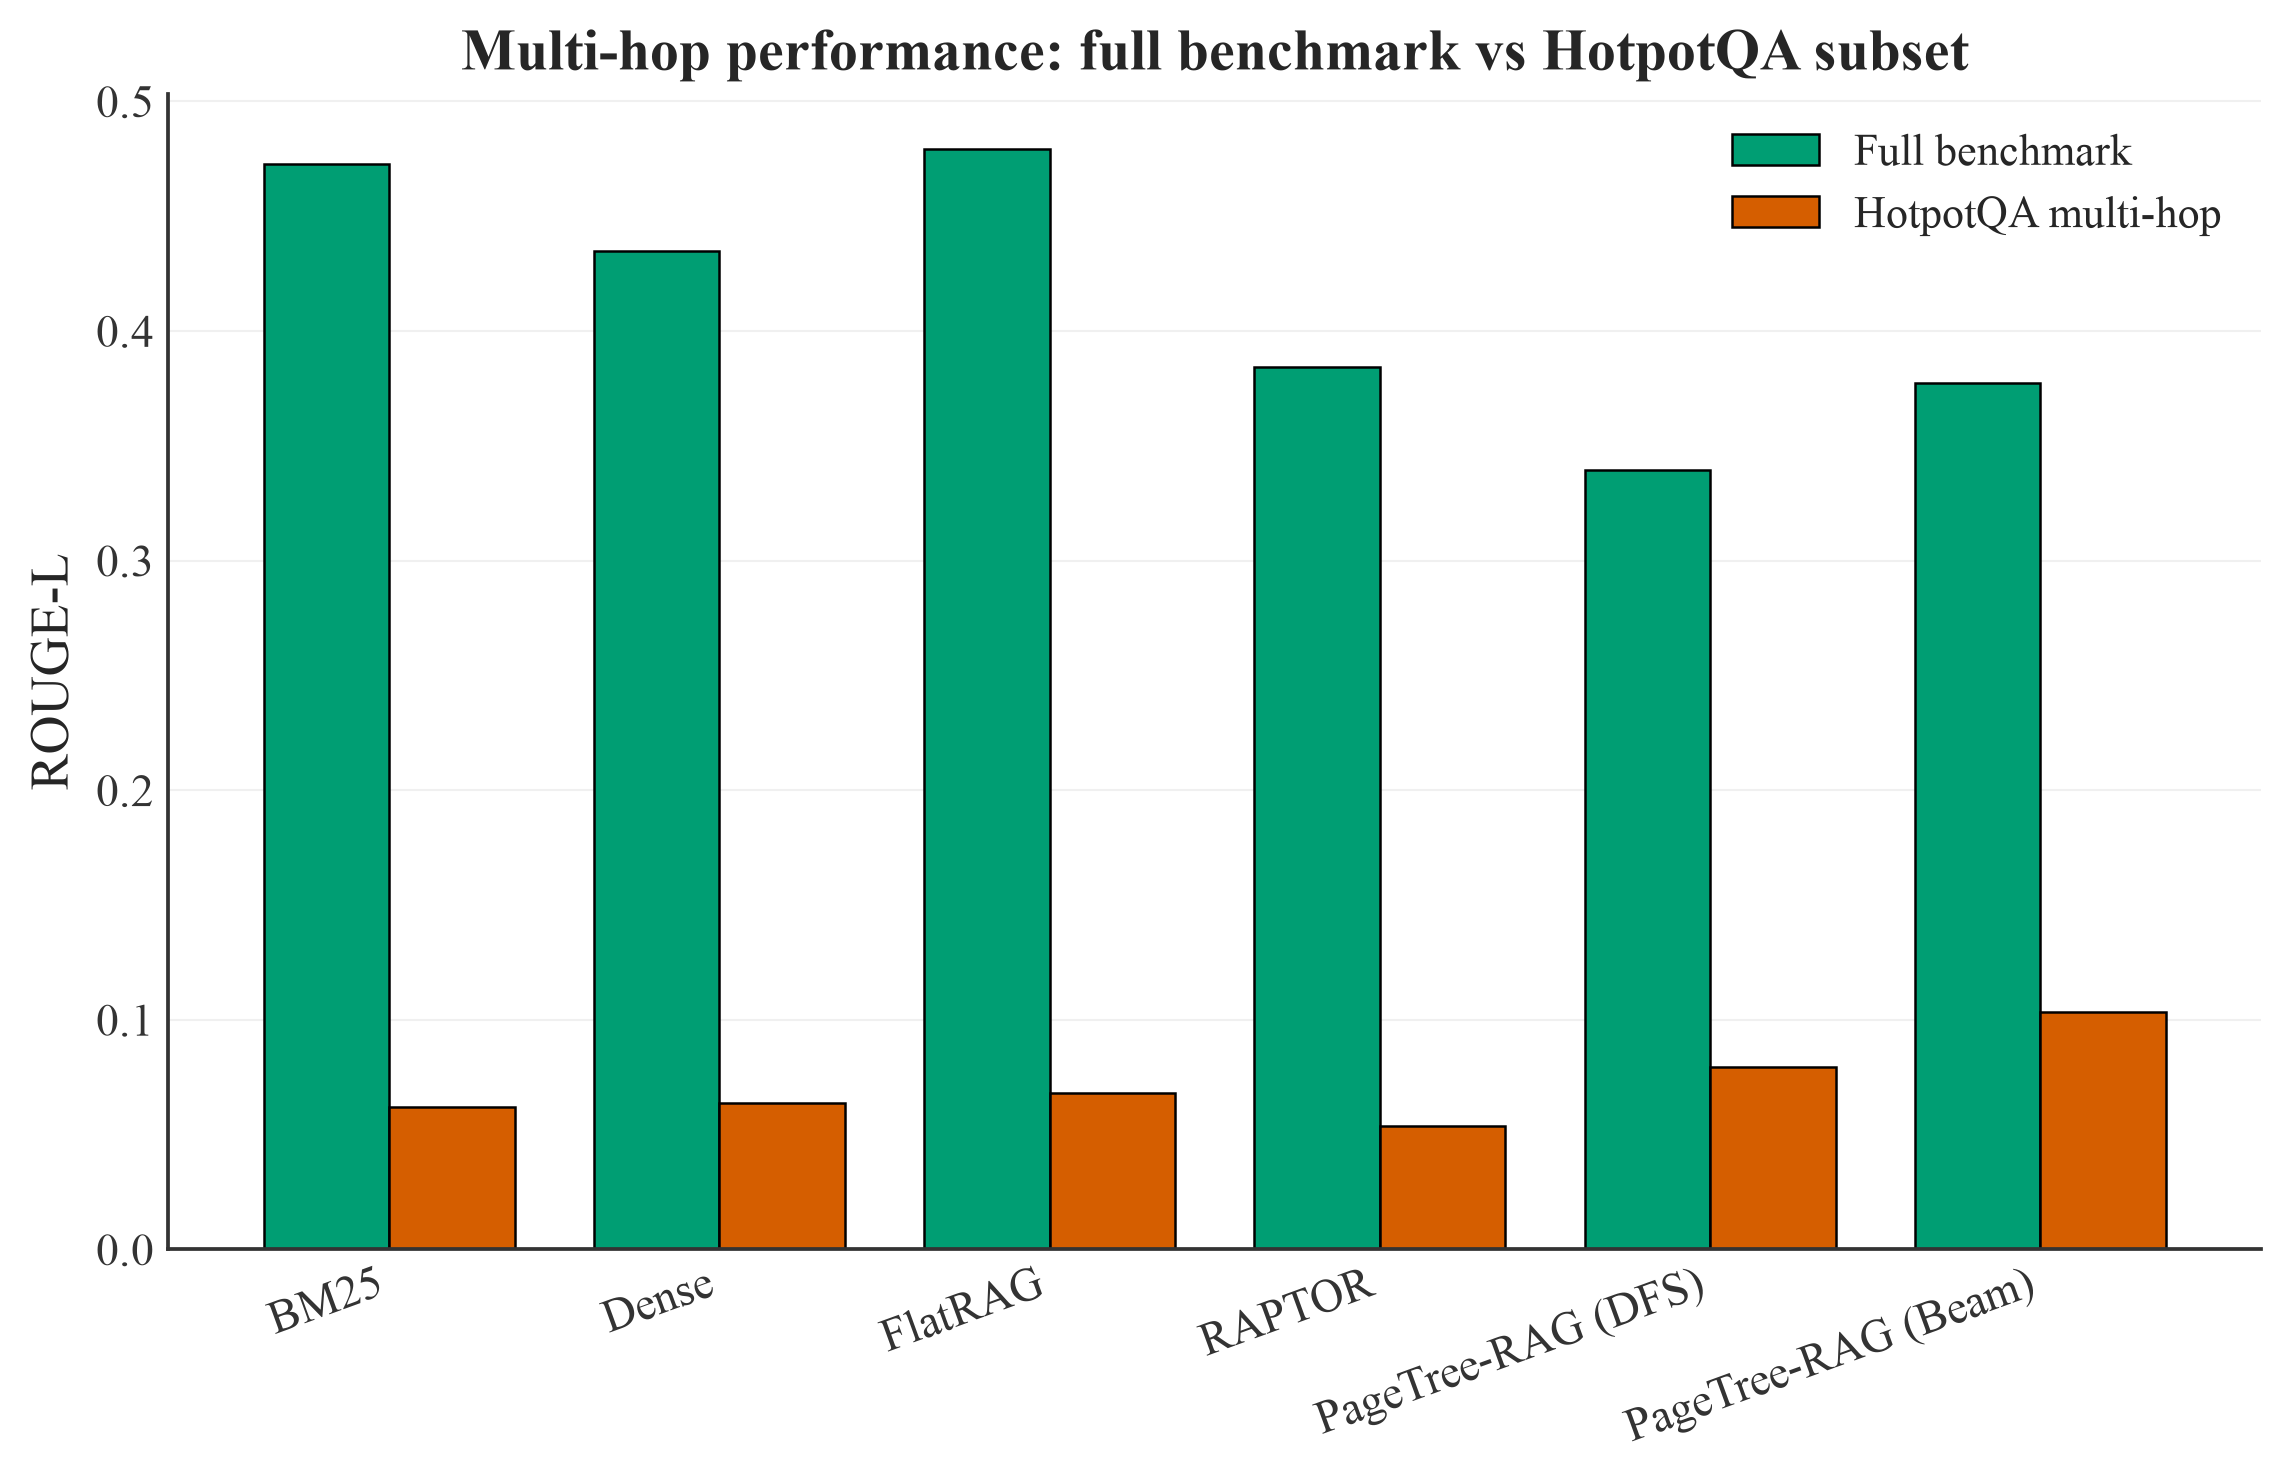 Multi-hop performance: full benchmark vs HotpotQA subset
Full benchmark
HotpotQA multi-hop
ROUGE-L
0.5
0.4
0.3
0.2
0.1
0.0
BM25
Dense
FlatRAG
RAPTOR
PageTree-RAG (DFS)
PageTree-RAG (Beam)